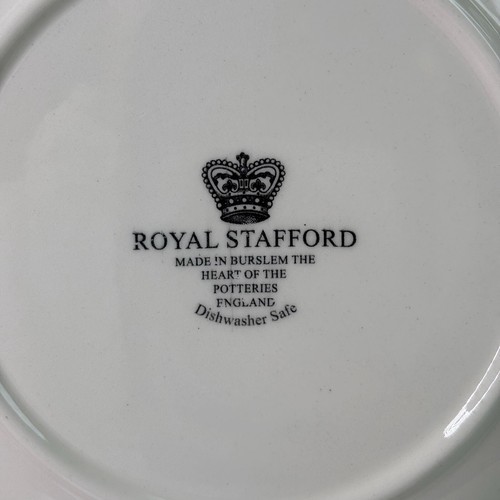 ROYAL STAFFORD
MADE IN BURSLEM THE
HEART OF THE
POTTERIES
ENGLAND
Dishwasher Safe